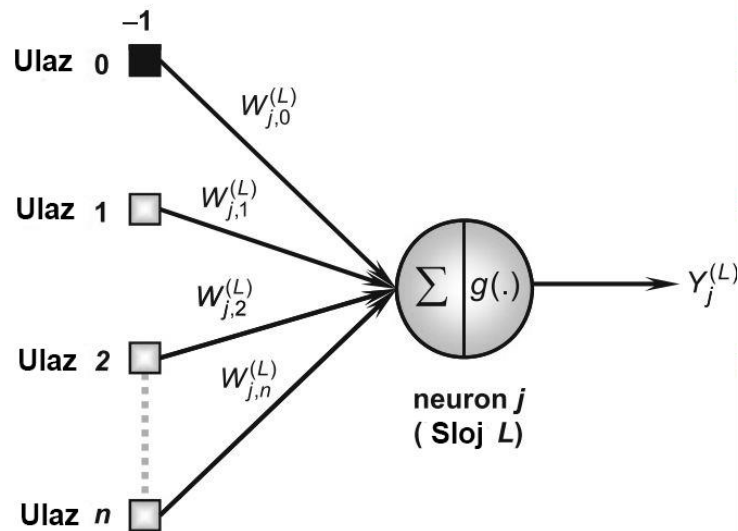 –1
Ulaz 0
W_{j,0}^{(L)}
Ulaz 1
W_{j,1}^{(L)}
W_{j,2}^{(L)}
Ulaz 2
W_{j,n}^{(L)}
Ulaz n
∑ g(.)
Y_j^{(L)}
neuron j
( Sloj L)